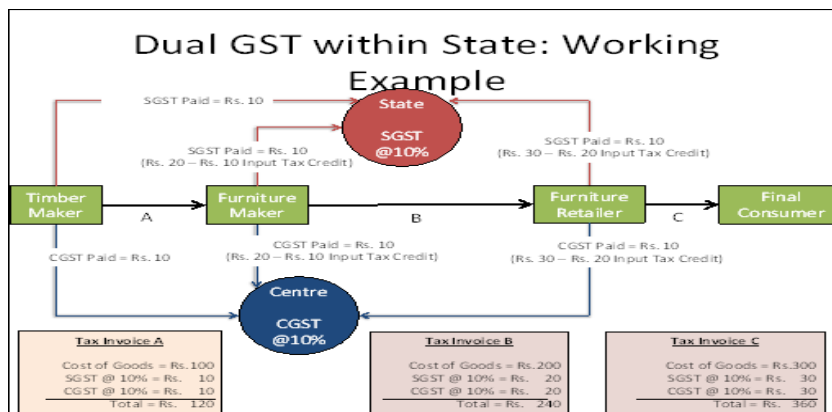 Dual GST within State: Working
Example
SGST Paid = Rs. 10
State
SGST
@10%
SGST Paid = Rs. 10
(Rs. 20 – Rs. 10 Input Tax Credit)
SGST Paid = Rs. 10
(Rs. 30 – Rs. 20 Input Tax Credit)
Timber
Maker
A
Furniture
Maker
B
Furniture
Retailer
C
Final
Consumer
CGST Paid = Rs. 10
CGST Paid = Rs. 10
(Rs. 20 – Rs. 10 Input Tax Credit)
CGST Paid = Rs. 10
(Rs. 30 – Rs. 20 Input Tax Credit)
Centre
CGST
@10%
Tax Invoice A
Cost of Goods = Rs.100
SGST @ 10% = Rs. 10
CGST @ 10% = Rs. 10
Total = Rs. 120
Tax Invoice B
Cost of Goods = Rs.200
SGST @ 10% = Rs. 20
CGST @ 10% = Rs. 20
Total = Rs. 240
Tax Invoice C
Cost of Goods = Rs.300
SGST @ 10% = Rs. 30
CGST @ 10% = Rs. 30
Total = Rs. 360